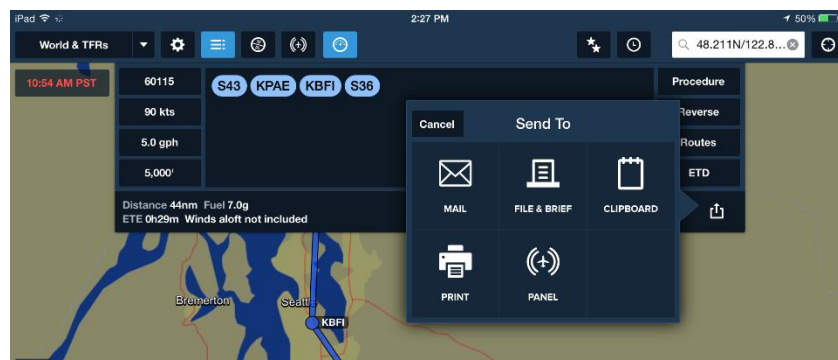 iPad 2:27 PM 50%
World & TFRs 48.211N/122.8...
10:54 AM PST 60115 S43 KPAE KBFI S36 Procedure
90 kts Reverse
5.0 gph Routes
5,000' ETD
Cancel Send To
MAIL FILE & BRIEF CLIPBOARD
PRINT PANEL
Distance 44nm Fuel 7.0g
ETE 0h29m Winds aloft not included
Bremerton Seattle
KBFI